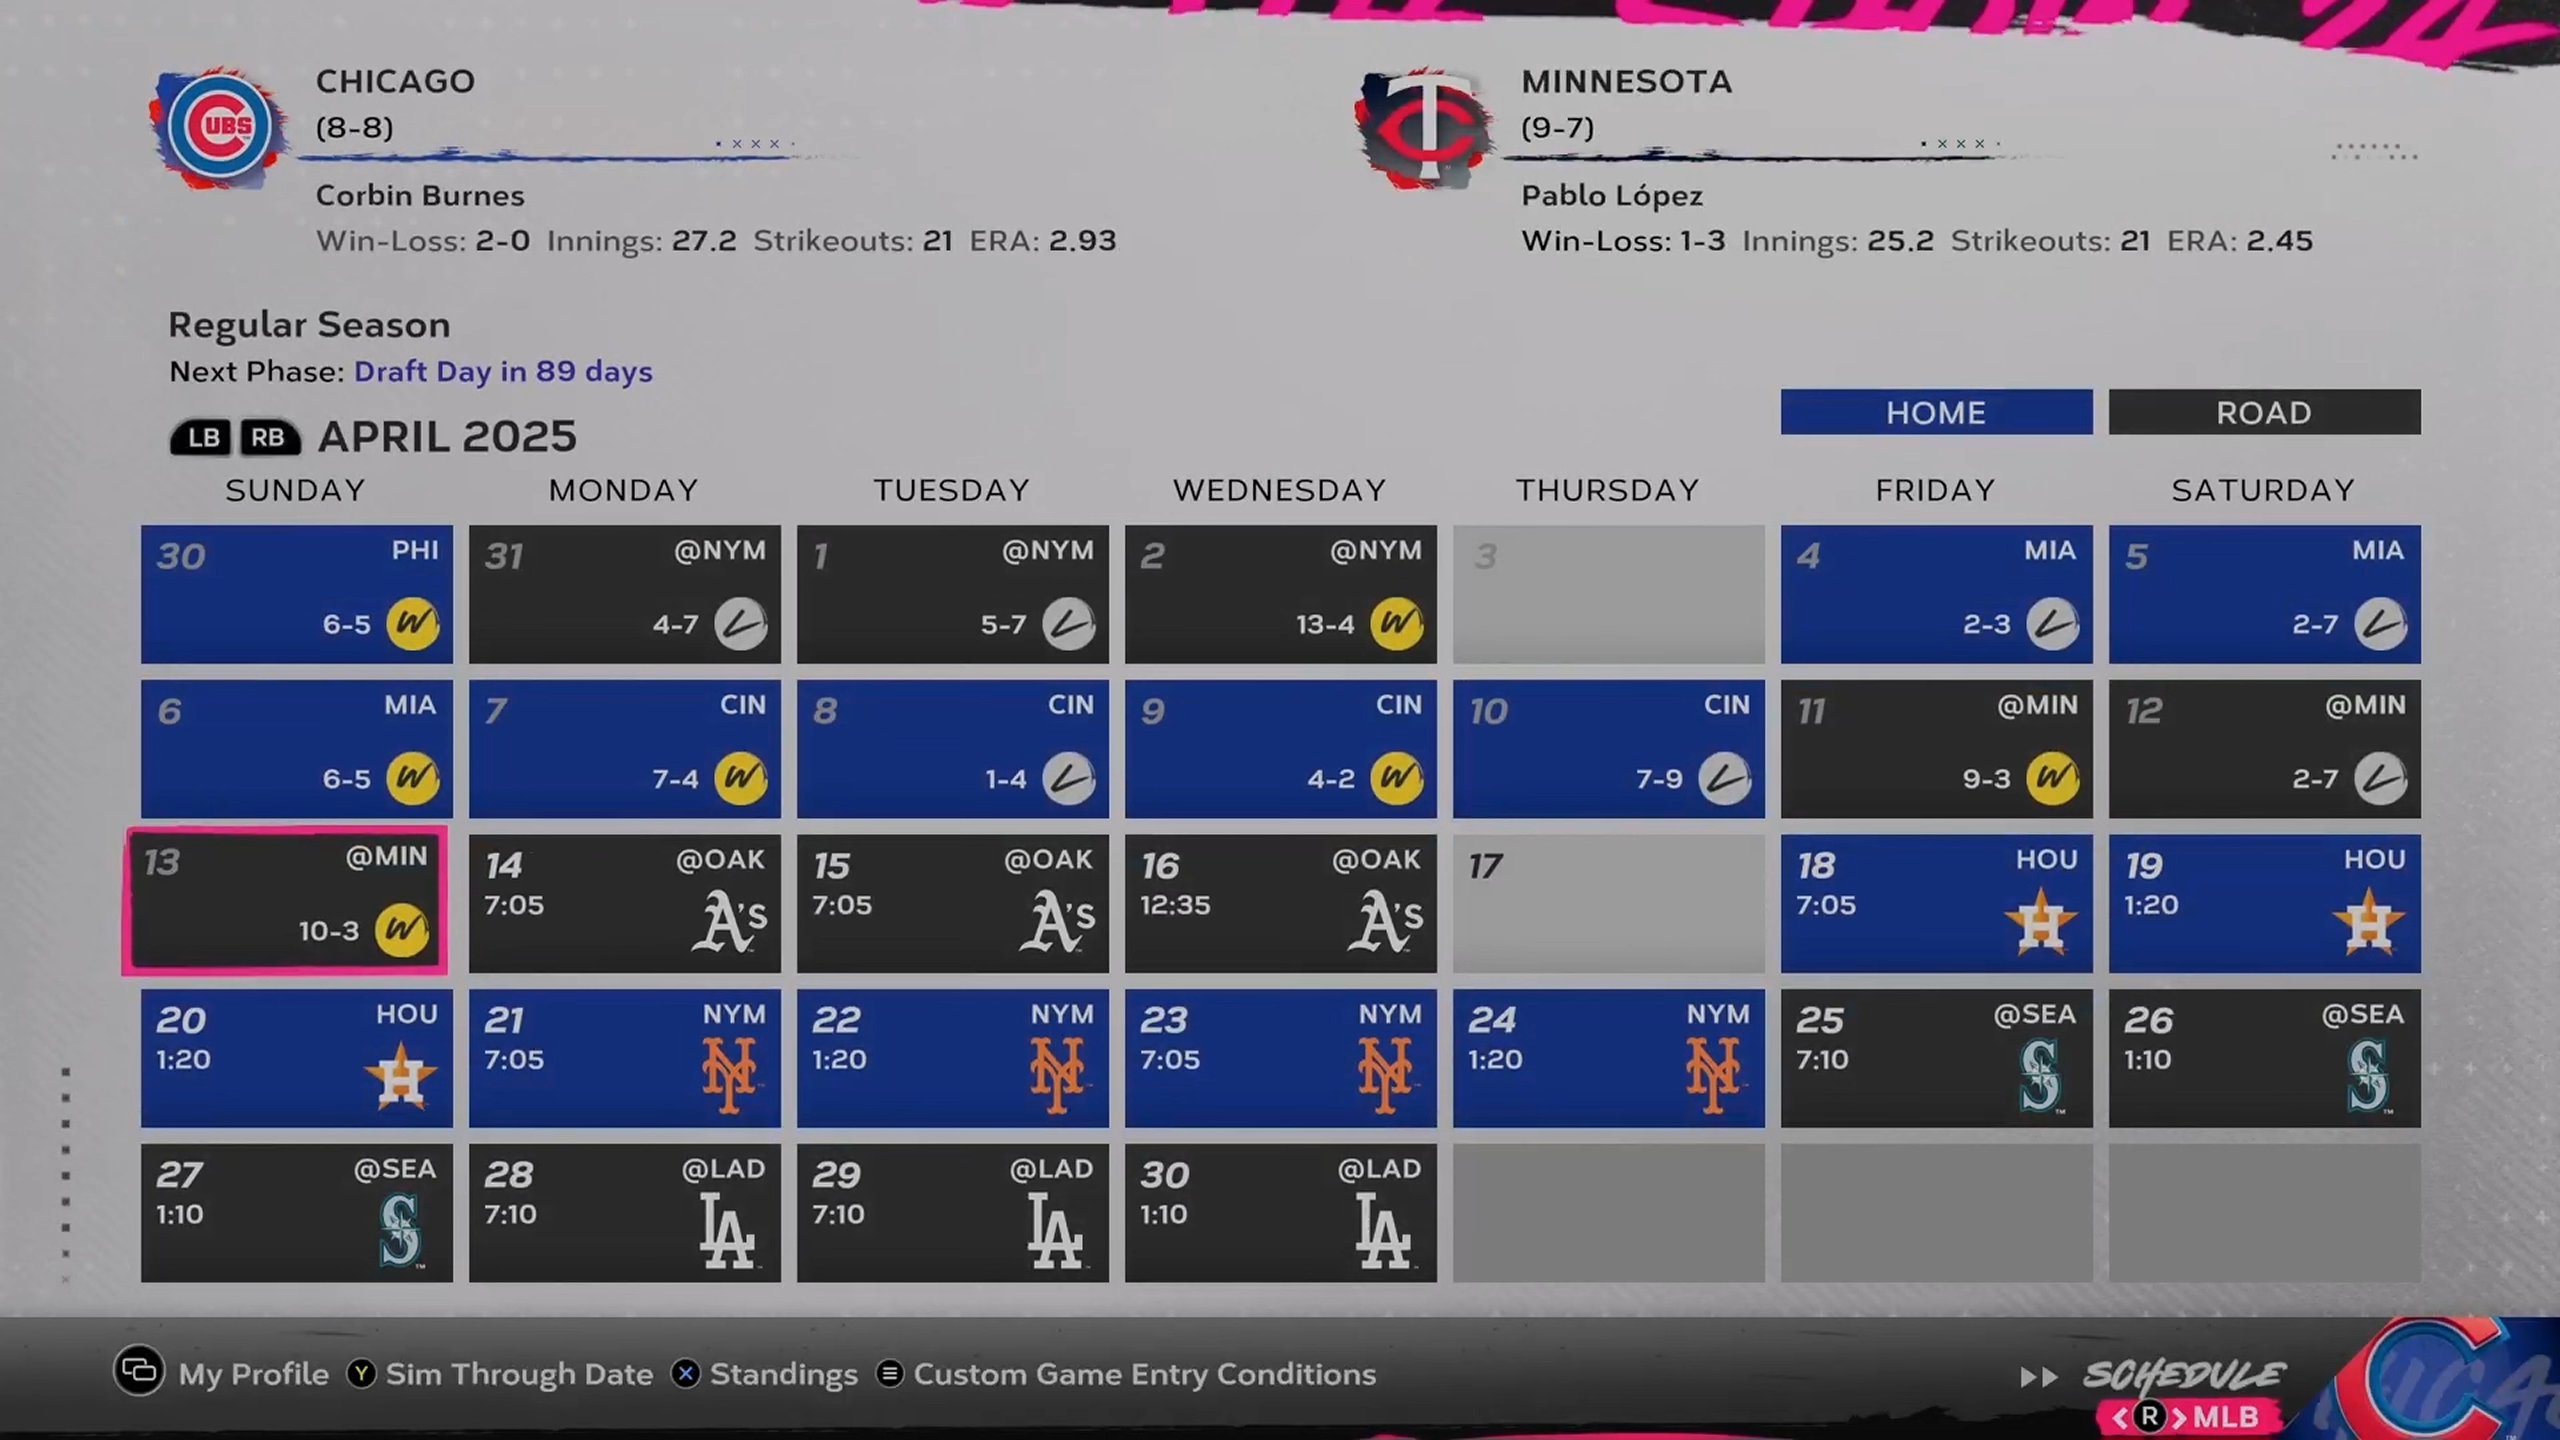 CHICAGO
(8-8)
Corbin Burnes
Win-Loss: 2-0 Innings: 27.2 Strikeouts: 21 ERA: 2.93
MINNESOTA
(9-7)
Pablo López
Win-Loss: 1-3 Innings: 25.2 Strikeouts: 21 ERA: 2.45
Regular Season
Next Phase: Draft Day in 89 days
LB RB APRIL 2025
HOME ROAD
SUNDAY MONDAY TUESDAY WEDNESDAY THURSDAY FRIDAY SATURDAY
30 PHI 31 @NYM 1 @NYM 2 @NYM 3 4 MIA 5 MIA
6-5 W 4-7 L 5-7 L 13-4 W 2-3 L 2-7 L
6 MIA 7 CIN 8 CIN 9 CIN 10 CIN 11 @MIN 12 @MIN
6-5 W 7-4 W 1-4 L 4-2 W 7-9 L 9-3 W 2-7 L
13 @MIN 14 @OAK 15 @OAK 16 @OAK 17 18 HOU 19 HOU
10-3 W 7:05 A's 7:05 A's 12:35 A's 7:05 H 1:20 H
20 HOU 21 NYM 22 NYM 23 NYM 24 NYM 25 @SEA 26 @SEA
1:20 H 7:05 NY 1:20 NY 7:05 NY 1:20 NY 7:10 S 1:10 S
27 @SEA 28 @LAD 29 @LAD 30 @LAD
1:10 S 7:10 LA 7:10 LA 1:10 LA
My Profile Y Sim Through Date X Standings Custom Game Entry Conditions
SCHEDULE
< R > MLB
CUBS